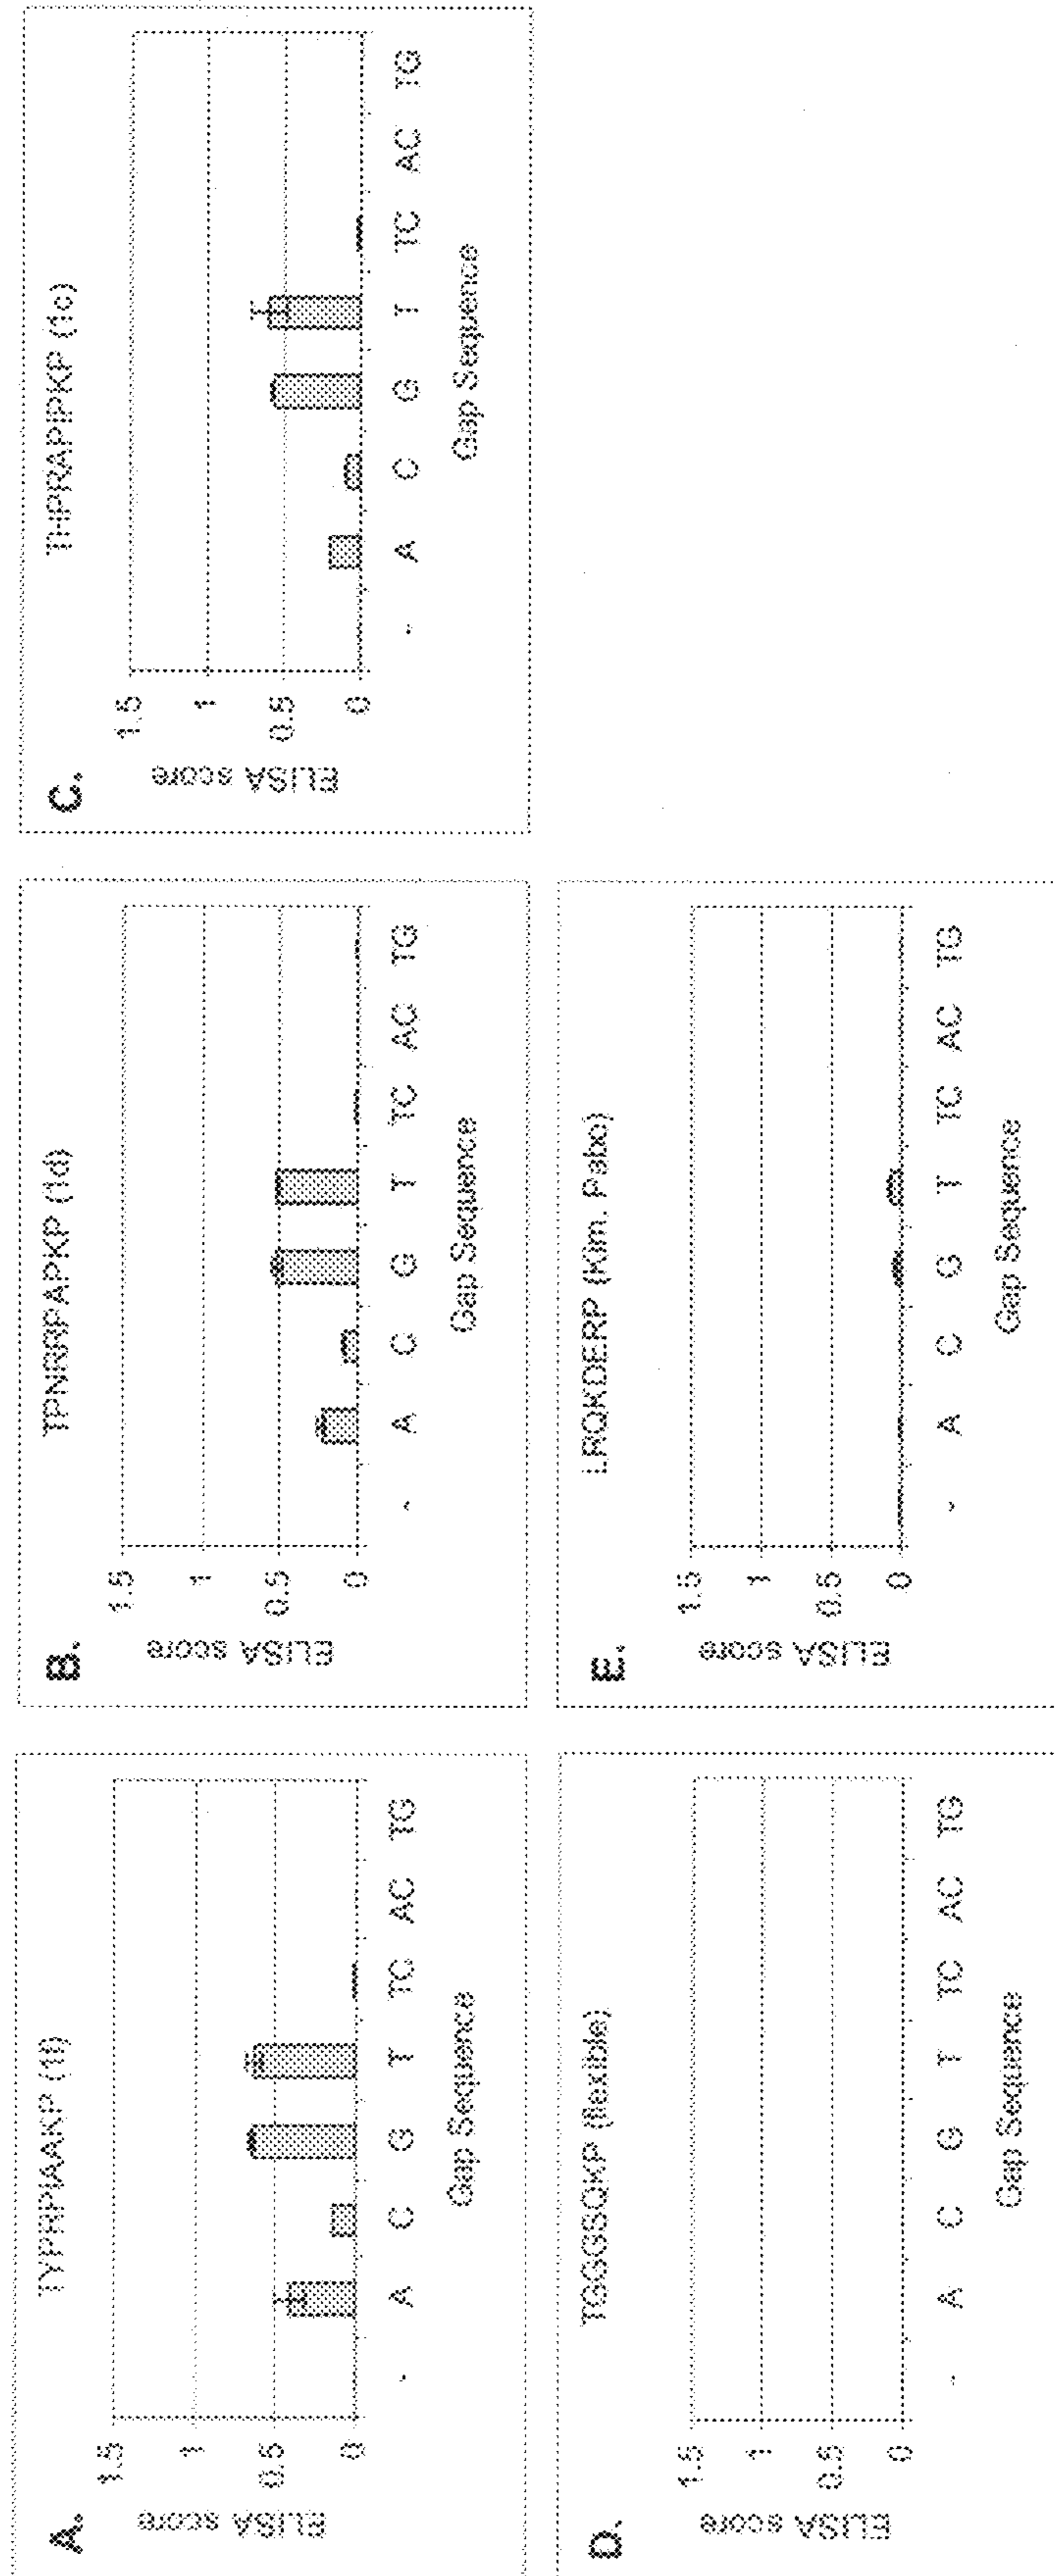 A.
TYPRPIAAKP (1f)
ELISA score
1.5
1
0.5
0
- A C G T TC AC TG
Gap Sequence
B.
TPNRRPAPKP (1d)
ELISA score
1.5
1
0.5
0
- A C G T TC AC TG
Gap Sequence
C.
THPRAPIPKP (1c)
ELISA score
1.5
1
0.5
0
- A C G T TC AC TG
Gap Sequence
D.
TGGGSQKP (flexible)
ELISA score
1.5
1
0.5
0
- A C G T TC AC TG
Gap Sequence
E.
LRQKDERP (Kim. Pabo)
ELISA score
1.5
1
0.5
0
- A C G T TC AC TG
Gap Sequence